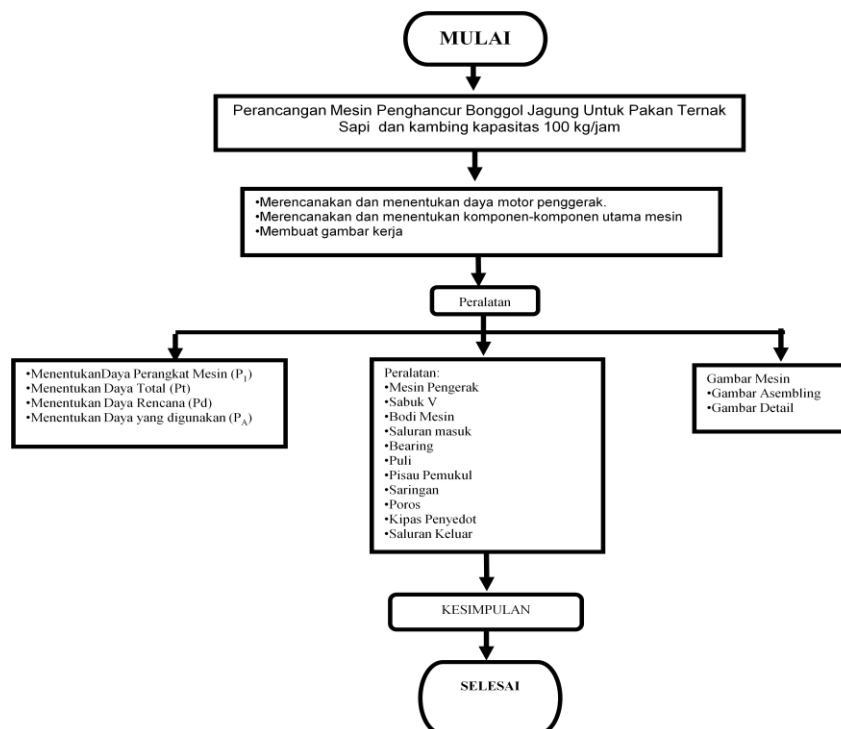 MULAI
Perancangan Mesin Penghancur Bonggol Jagung Untuk Pakan Ternak
Sapi dan kambing kapasitas 100 kg/jam
•Merencanakan dan menentukan daya motor penggerak.
•Merencanakan dan menentukan komponen-komponen utama mesin
•Membuat gambar kerja
Peralatan
•MenentukanDaya Perangkat Mesin (P₁)
•Menentukan Daya Total (Pt)
•Menentukan Daya Rencana (Pd)
•Menentukan Daya yang digunakan (P_A)
Peralatan:
•Mesin Pengerak
•Sabuk V
•Bodi Mesin
•Saluran masuk
•Bearing
•Puli
•Pisau Pemukul
•Saringan
•Poros
•Kipas Penyedot
•Saluran Keluar
Gambar Mesin
•Gambar Asembling
•Gambar Detail
KESIMPULAN
SELESAI